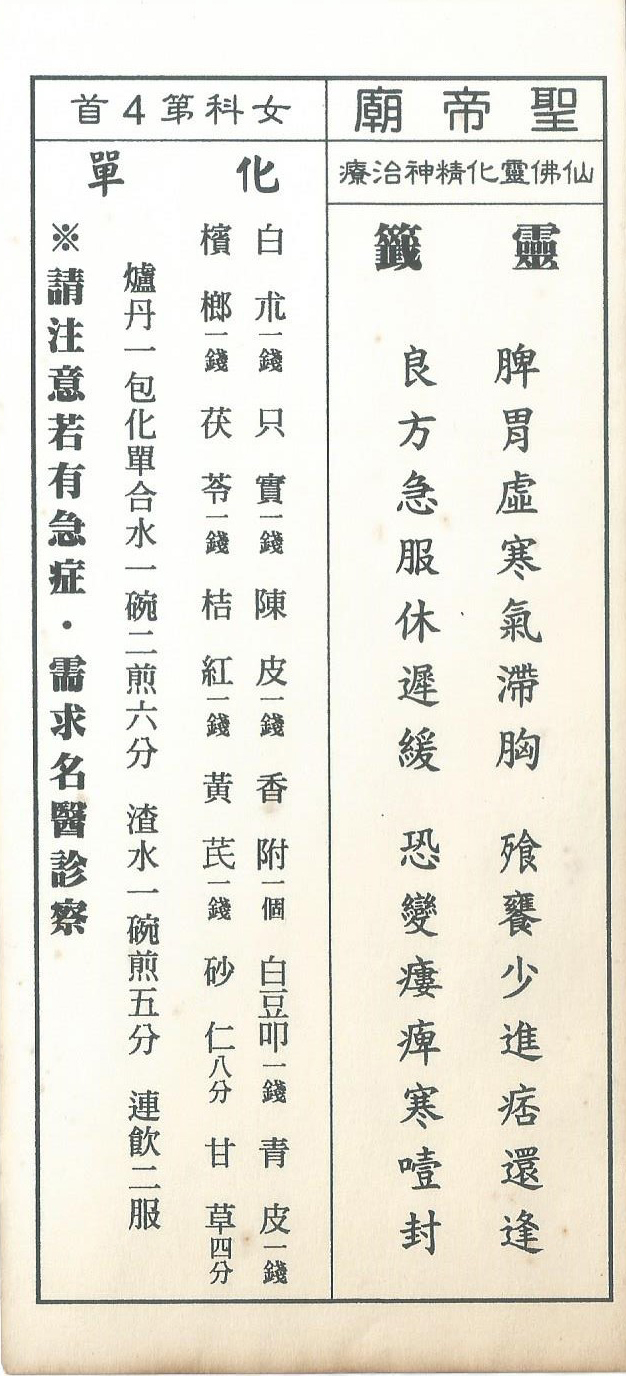 聖帝廟
仙佛靈化精神治療
靈籤
脾胃虛寒氣滯胸 飱饔少進痞還逢
良方急服休遲緩 恐變瘻痺寒噎封
女科第4首
化單
白朮一錢 只實一錢 陳皮一錢 香附一個 白豆叩一錢 青皮一錢
檳榔一錢 茯苓一錢 桔紅一錢 黃芪一錢 砂仁八分 甘草四分
爐丹一包化單合水一碗二煎六分 渣水一碗煎五分 連飲二服
※請注意若有急症・需求名醫診察